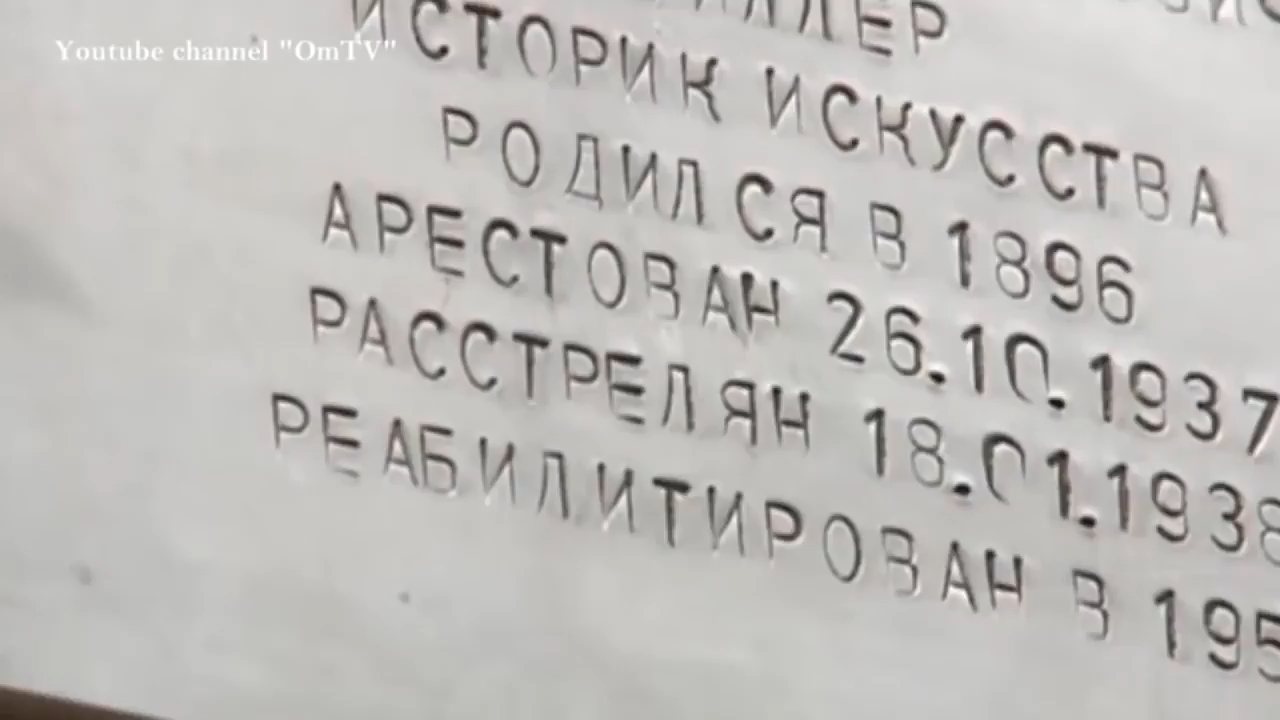 Youtube channel "OmTV"
ИСТОРИК ИСКУССТВА
РОДИЛСЯ В 1896
АРЕСТОВАН 26.10.1937
РАССТРЕЛЯН 18.01.1938
РЕАБИЛИТИРОВАН В